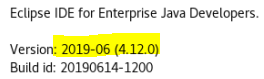 Eclipse IDE for Enterprise Java Developers.
Version: 2019-06 (4.12.0)
Build id: 20190614-1200